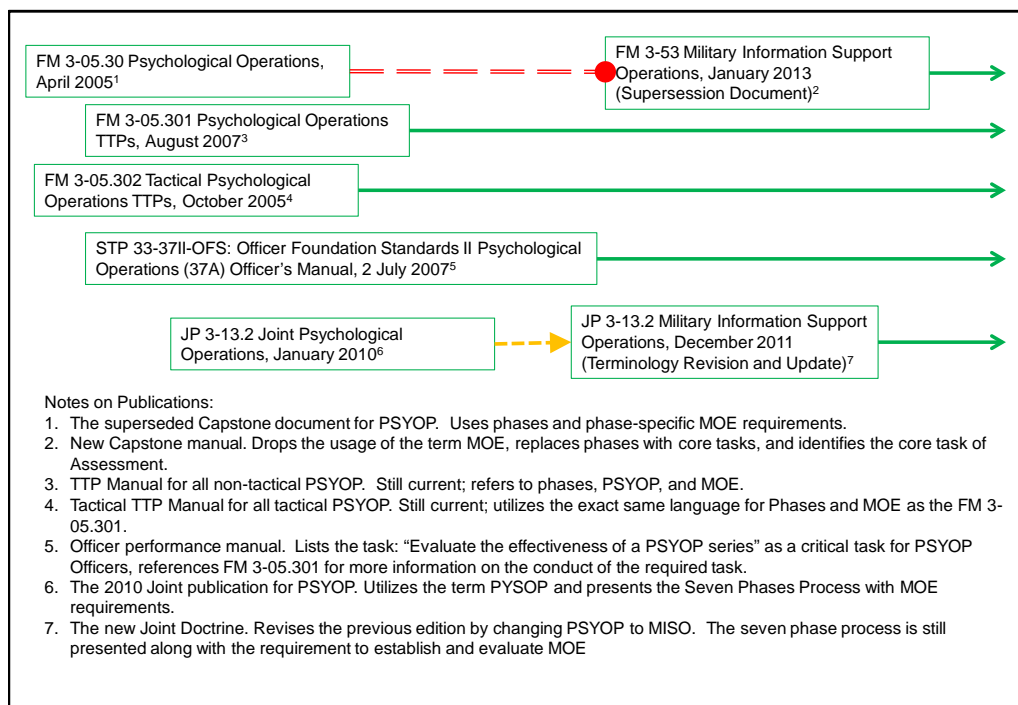 FM 3-05.30 Psychological Operations,
April 2005¹
FM 3-53 Military Information Support
Operations, January 2013
(Supersession Document)²
FM 3-05.301 Psychological Operations
TTPs, August 2007³
FM 3-05.302 Tactical Psychological
Operations TTPs, October 2005⁴
STP 33-37II-OFS: Officer Foundation Standards II Psychological
Operations (37A) Officer's Manual, 2 July 2007⁵
JP 3-13.2 Joint Psychological
Operations, January 2010⁶
JP 3-13.2 Military Information Support
Operations, December 2011
(Terminology Revision and Update)⁷
Notes on Publications:
1. The superseded Capstone document for PSYOP. Uses phases and phase-specific MOE requirements.
2. New Capstone manual. Drops the usage of the term MOE, replaces phases with core tasks, and identifies the core task of
Assessment.
3. TTP Manual for all non-tactical PSYOP. Still current; refers to phases, PSYOP, and MOE.
4. Tactical TTP Manual for all tactical PSYOP. Still current; utilizes the exact same language for Phases and MOE as the FM 3-
05.301.
5. Officer performance manual. Lists the task: “Evaluate the effectiveness of a PSYOP series” as a critical task for PSYOP
Officers, references FM 3-05.301 for more information on the conduct of the required task.
6. The 2010 Joint publication for PSYOP. Utilizes the term PYSOP and presents the Seven Phases Process with MOE
requirements.
7. The new Joint Doctrine. Revises the previous edition by changing PSYOP to MISO. The seven phase process is still
presented along with the requirement to establish and evaluate MOE